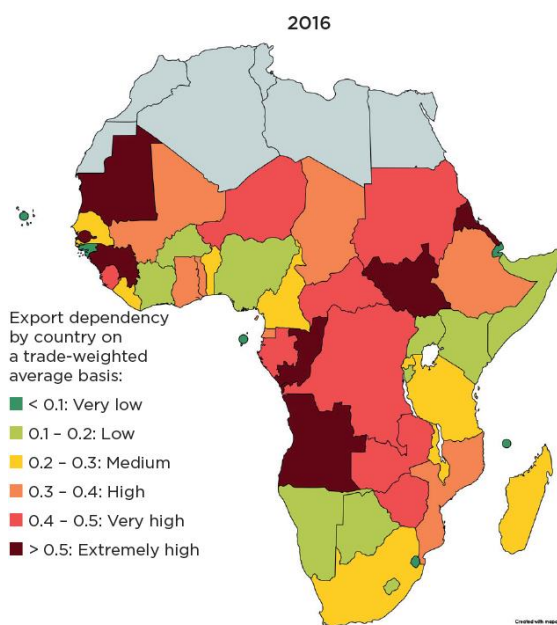 2016
Export dependency
by country on
a trade-weighted
average basis:
< 0.1: Very low
0.1 – 0.2: Low
0.2 – 0.3: Medium
0.3 – 0.4: High
0.4 – 0.5: Very high
> 0.5: Extremely high
Created with